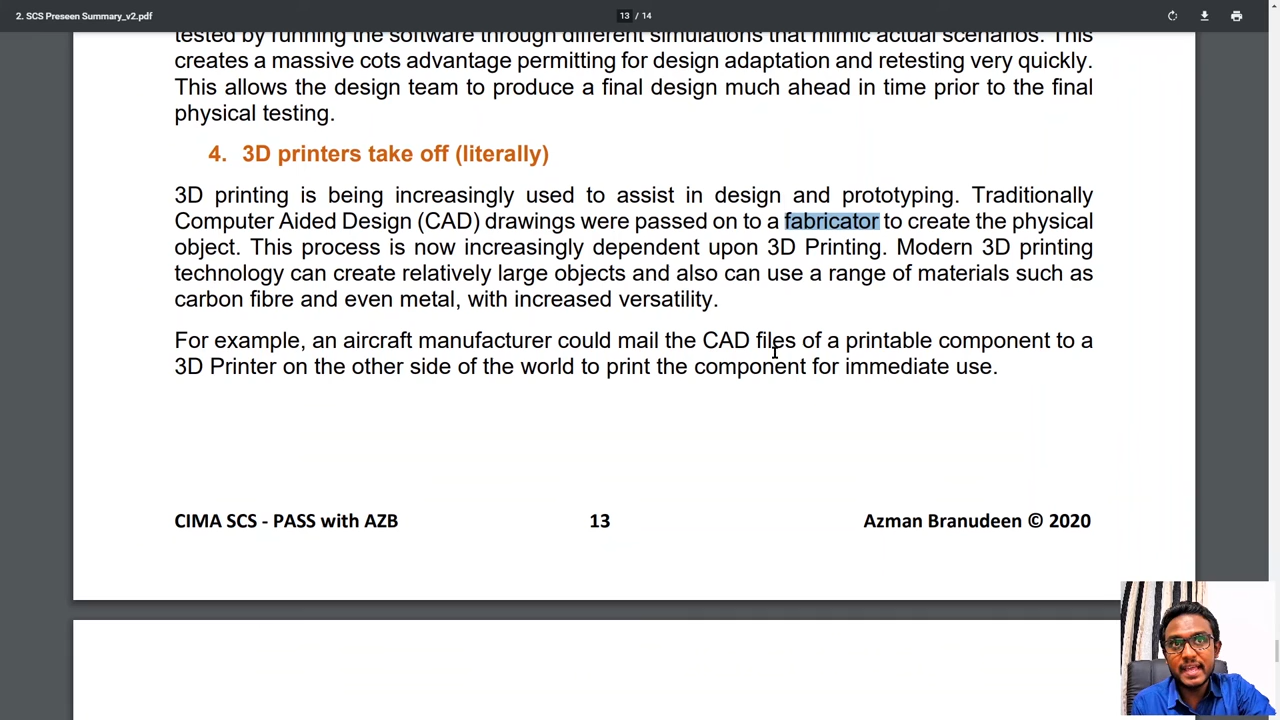 2. SCS Preseen Summary_v2.pdf
13 / 14
tested by running the software through different simulations that mimic actual scenarios. This
creates a massive cots advantage permitting for design adaptation and retesting very quickly.
This allows the design team to produce a final design much ahead in time prior to the final
physical testing.
4. 3D printers take off (literally)
3D printing is being increasingly used to assist in design and prototyping. Traditionally
Computer Aided Design (CAD) drawings were passed on to a fabricator to create the physical
object. This process is now increasingly dependent upon 3D Printing. Modern 3D printing
technology can create relatively large objects and also can use a range of materials such as
carbon fibre and even metal, with increased versatility.
For example, an aircraft manufacturer could mail the CAD files of a printable component to a
3D Printer on the other side of the world to print the component for immediate use.
CIMA SCS - PASS with AZB
13
Azman Branudeen © 2020